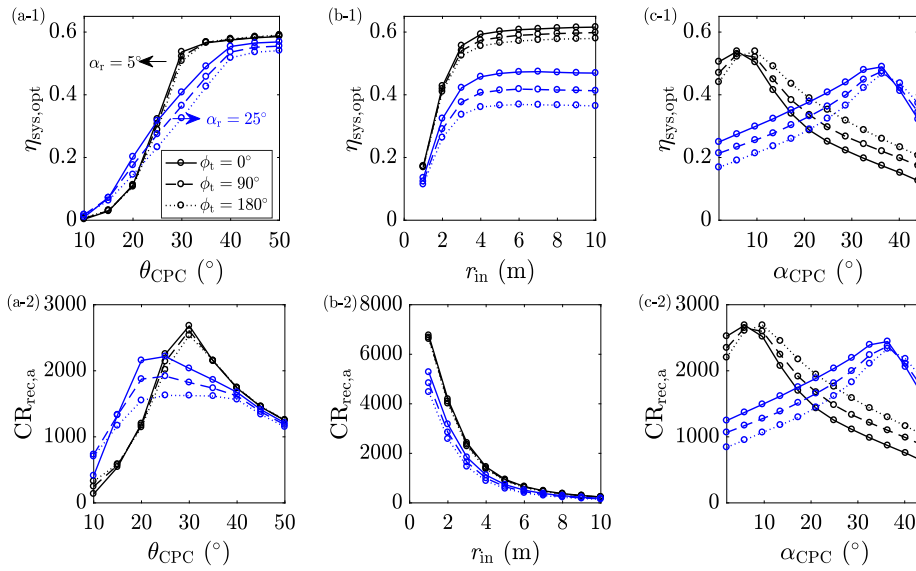 (a-1) (b-1) (c-1)
η_sys,opt η_sys,opt η_sys,opt
0.6 0.6 0.6
0.4 0.4 0.4
0.2 0.2 0.2
0 0 0
α_r = 5°
α_r = 25°
ϕ_t = 0°
ϕ_t = 90°
ϕ_t = 180°
10 20 30 40 50 0 2 4 6 8 10 10 20 30 40
θ_CPC (°) r_in (m) α_CPC (°)
(a-2) (b-2) (c-2)
CR_rec,a CR_rec,a CR_rec,a
3000 8000 3000
2000 6000 2000
1000 4000 1000
0 2000 0
0
10 20 30 40 50 0 2 4 6 8 10 10 20 30 40
θ_CPC (°) r_in (m) α_CPC (°)